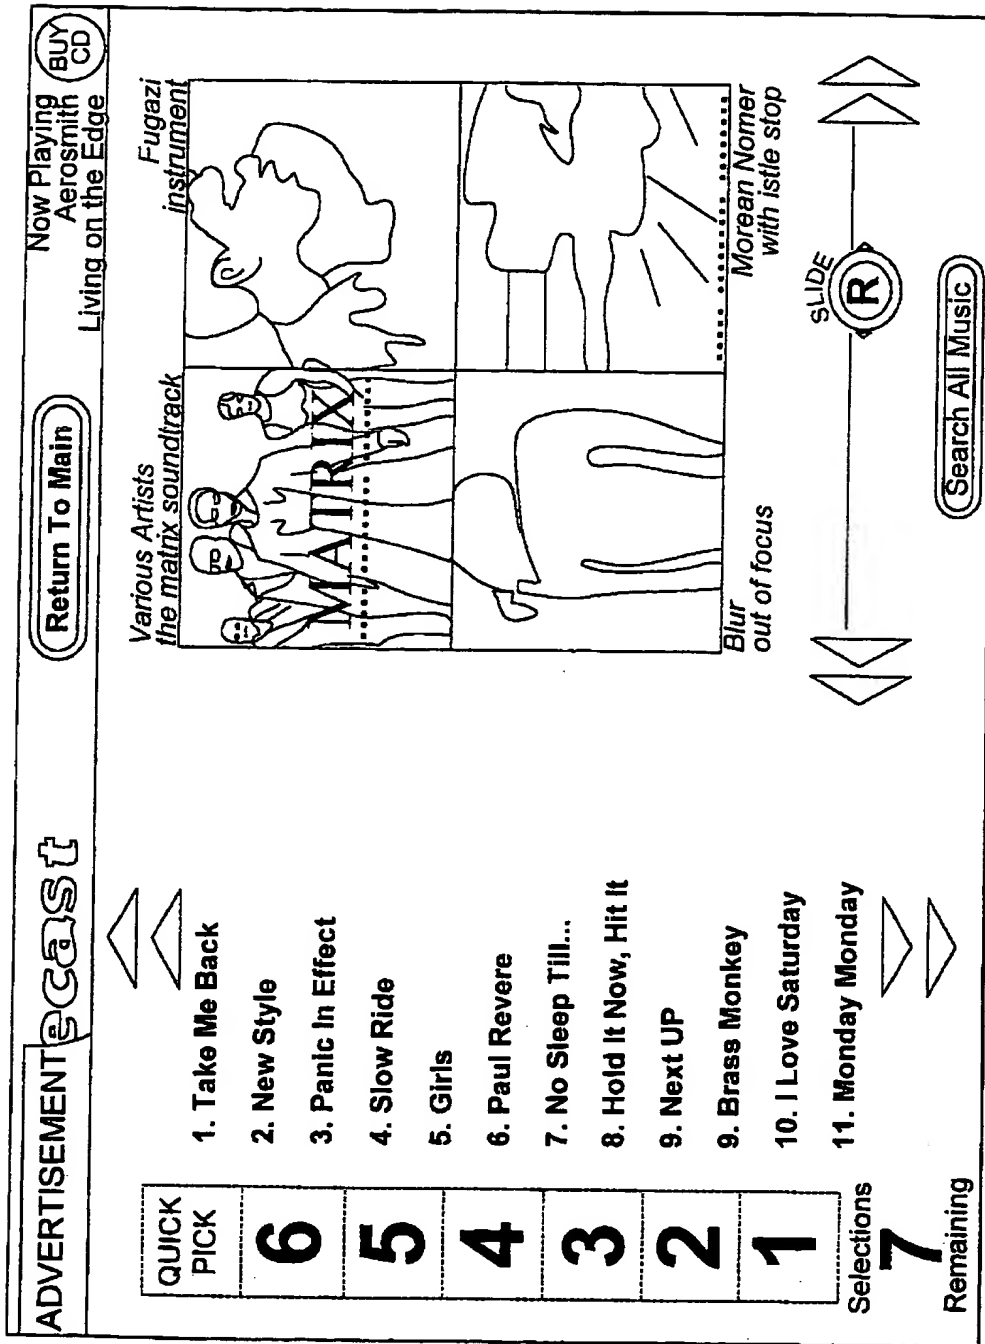 ADVERTISEMENT
ecast
Return To Main
Now Playing
Aerosmith
Living on the Edge
BUY
CD
QUICK
PICK
6
5
4
3
2
1
Selections
7
Remaining
1. Take Me Back
2. New Style
3. Panic In Effect
4. Slow Ride
5. Girls
6. Paul Revere
7. No Sleep Till...
8. Hold It Now, Hit It
9. Next UP
9. Brass Monkey
10. I Love Saturday
11. Monday Monday
Various Artists
the matrix soundtrack
Fugazi
instrument
MATRIX
Blur
out of focus
Morean Nomer
with istle stop
SLIDE
R
Search All Music